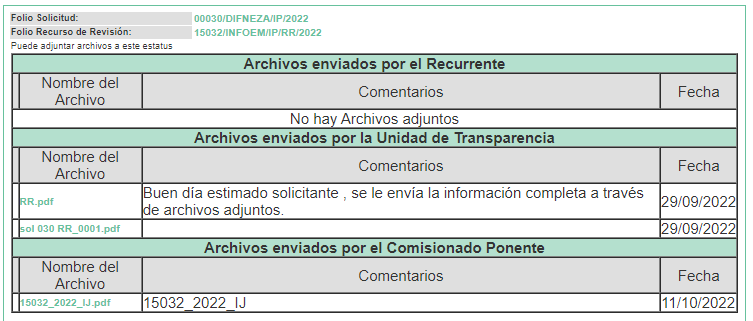 Folio Solicitud: 00030/DIFNEZA/IP/2022
Folio Recurso de Revisión: 15032/INFOEM/IP/RR/2022
Puede adjuntar archivos a este estatus
Archivos enviados por el Recurrente
Nombre del Archivo Comentarios Fecha
No hay Archivos adjuntos
Archivos enviados por la Unidad de Transparencia
Nombre del Archivo Comentarios Fecha
RR.pdf Buen día estimado solicitante , se le envía la información completa a través de archivos adjuntos. 29/09/2022
sol 030 RR_0001.pdf 29/09/2022
Archivos enviados por el Comisionado Ponente
Nombre del Archivo Comentarios Fecha
15032_2022_IJ.pdf 15032_2022_IJ 11/10/2022